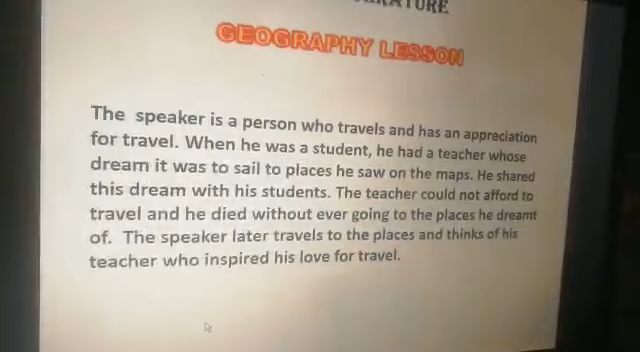 GEOGRAPHY LESSON
The speaker is a person who travels and has an appreciation
for travel. When he was a student, he had a teacher whose
dream it was to sail to places he saw on the maps. He shared
this dream with his students. The teacher could not afford to
travel and he died without ever going to the places he dreamt
of. The speaker later travels to the places and thinks of his
teacher who inspired his love for travel.